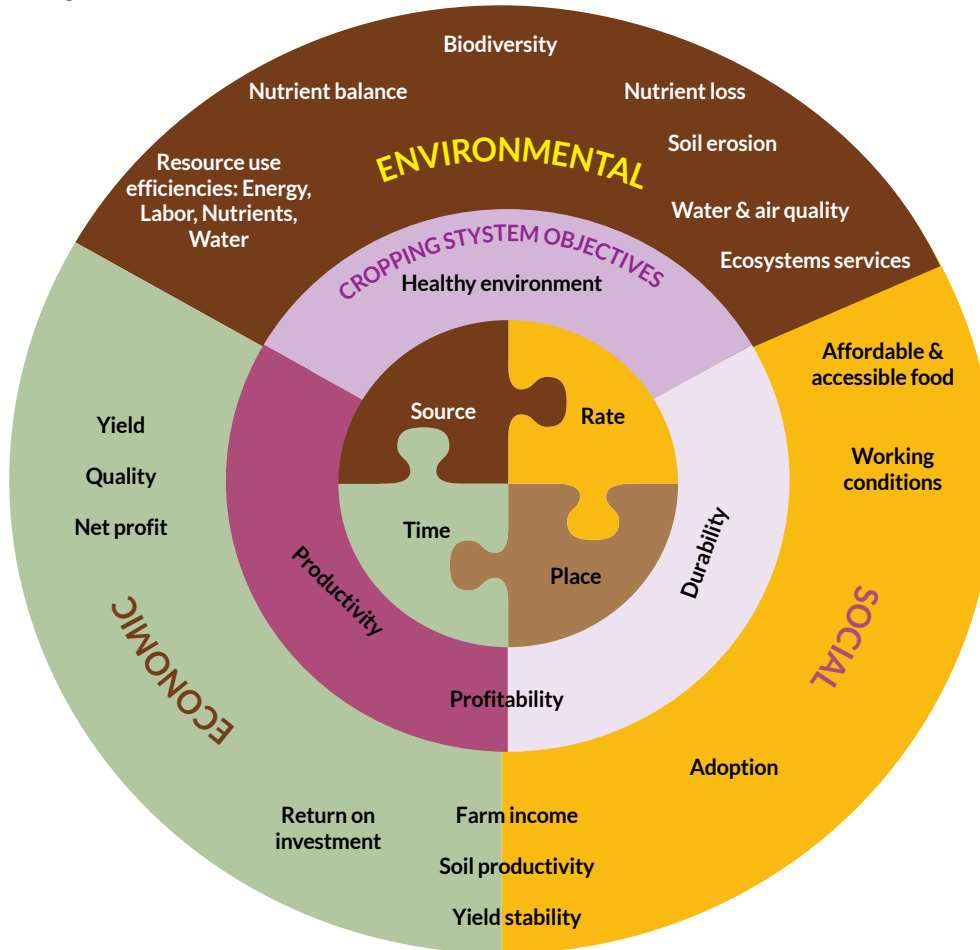 Biodiversity
Nutrient balance
Nutrient loss
ENVIRONMENTAL
Soil erosion
Resource use
efficiencies: Energy,
Labor, Nutrients,
Water
Water & air quality
Ecosystems services
CROPPING STYSTEM OBJECTIVES
Healthy environment
Affordable &
accessible food
Source
Rate
Yield
Quality
Net profit
Working
conditions
Time
Place
Productivity
Durability
ECONOMIC
SOCIAL
Profitability
Adoption
Return on
investment
Farm income
Soil productivity
Yield stability